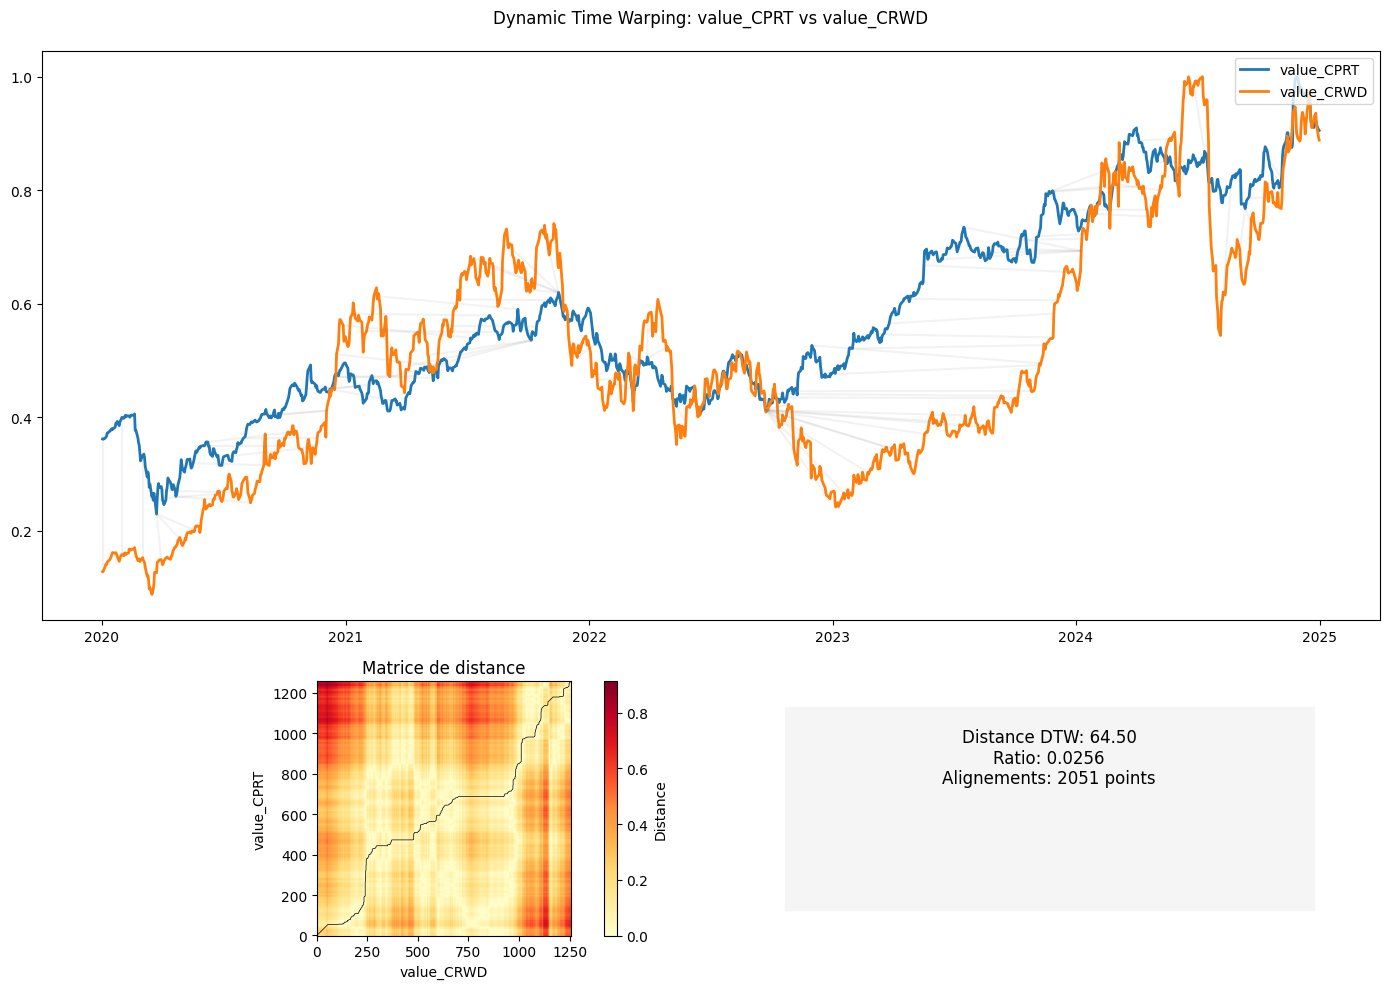 Dynamic Time Warping: value_CPRT vs value_CRWD
value_CPRT
value_CRWD
1.0
0.8
0.6
0.4
0.2
2020 2021 2022 2023 2024 2025
Matrice de distance
value_CPRT
1200
1000
800
600
400
200
0
0 250 500 750 1000 1250
value_CRWD
0.8
0.6
0.4
0.2
0.0
Distance
Distance DTW: 64.50
Ratio: 0.0256
Alignements: 2051 points